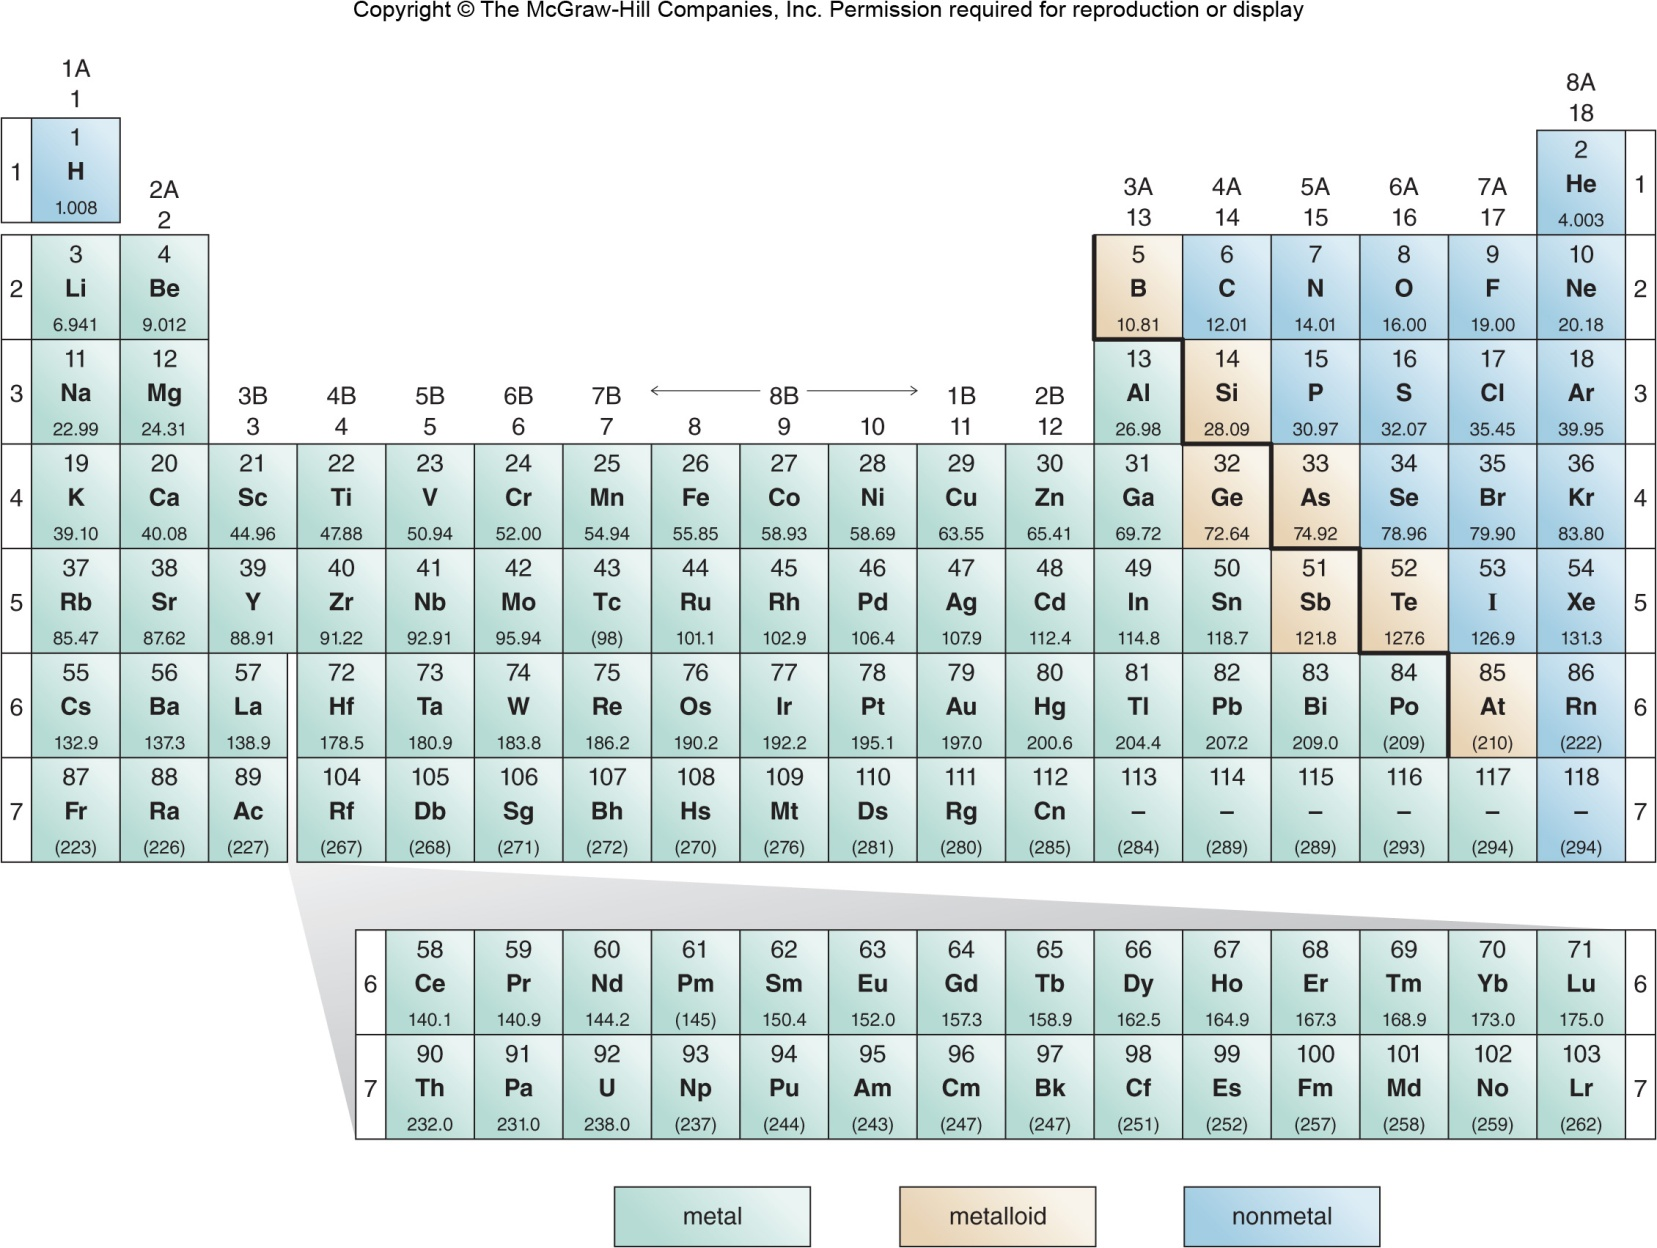 Copyright © The McGraw-Hill Companies, Inc. Permission required for reproduction or display
1A 8A
1 18
1 2
1 H He 1
1.008 4.003
2A 3A 4A 5A 6A 7A
2 13 14 15 16 17
3 4 5 6 7 8 9 10
2 Li Be B C N O F Ne 2
6.941 9.012 10.81 12.01 14.01 16.00 19.00 20.18
11 12 13 14 15 16 17 18
3 Na Mg 3B 4B 5B 6B 7B 8B 1B 2B Al Si P S Cl Ar 3
22.99 24.31 3 4 5 6 7 8 9 10 11 12 26.98 28.09 30.97 32.07 35.45 39.95
19 20 21 22 23 24 25 26 27 28 29 30 31 32 33 34 35 36
4 K Ca Sc Ti V Cr Mn Fe Co Ni Cu Zn Ga Ge As Se Br Kr 4
39.10 40.08 44.96 47.88 50.94 52.00 54.94 55.85 58.93 58.69 63.55 65.41 69.72 72.64 74.92 78.96 79.90 83.80
37 38 39 40 41 42 43 44 45 46 47 48 49 50 51 52 53 54
5 Rb Sr Y Zr Nb Mo Tc Ru Rh Pd Ag Cd In Sn Sb Te I Xe 5
85.47 87.62 88.91 91.22 92.91 95.94 (98) 101.1 102.9 106.4 107.9 112.4 114.8 118.7 121.8 127.6 126.9 131.3
55 56 57 72 73 74 75 76 77 78 79 80 81 82 83 84 85 86
6 Cs Ba La Hf Ta W Re Os Ir Pt Au Hg Tl Pb Bi Po At Rn 6
132.9 137.3 138.9 178.5 180.9 183.8 186.2 190.2 192.2 195.1 197.0 200.6 204.4 207.2 209.0 (209) (210) (222)
87 88 89 104 105 106 107 108 109 110 111 112 113 114 115 116 117 118
7 Fr Ra Ac Rf Db Sg Bh Hs Mt Ds Rg Cn – – – – – – 7
(223) (226) (227) (267) (268) (271) (272) (270) (276) (281) (280) (285) (284) (289) (289) (293) (294) (294)
58 59 60 61 62 63 64 65 66 67 68 69 70 71
6 Ce Pr Nd Pm Sm Eu Gd Tb Dy Ho Er Tm Yb Lu 6
140.1 140.9 144.2 (145) 150.4 152.0 157.3 158.9 162.5 164.9 167.3 168.9 173.0 175.0
90 91 92 93 94 95 96 97 98 99 100 101 102 103
7 Th Pa U Np Pu Am Cm Bk Cf Es Fm Md No Lr 7
232.0 231.0 238.0 (237) (244) (243) (247) (247) (251) (252) (257) (258) (259) (262)
metal metalloid nonmetal